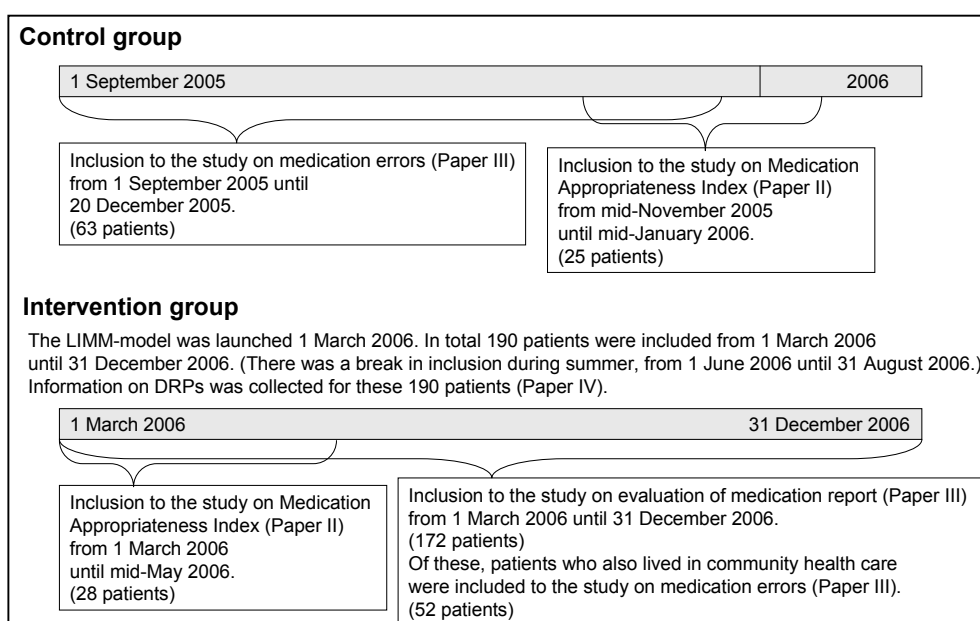 Control group
1 September 2005
2006
Inclusion to the study on medication errors (Paper III)
from 1 September 2005 until
20 December 2005.
(63 patients)
Inclusion to the study on Medication
Appropriateness Index (Paper II)
from mid-November 2005
until mid-January 2006.
(25 patients)
Intervention group
The LIMM-model was launched 1 March 2006. In total 190 patients were included from 1 March 2006
until 31 December 2006. (There was a break in inclusion during summer, from 1 June 2006 until 31 August 2006.)
Information on DRPs was collected for these 190 patients (Paper IV).
1 March 2006
31 December 2006
Inclusion to the study on Medication
Appropriateness Index (Paper II)
from 1 March 2006
until mid-May 2006.
(28 patients)
Inclusion to the study on evaluation of medication report (Paper III)
from 1 March 2006 until 31 December 2006.
(172 patients)
Of these, patients who also lived in community health care
were included to the study on medication errors (Paper III).
(52 patients)